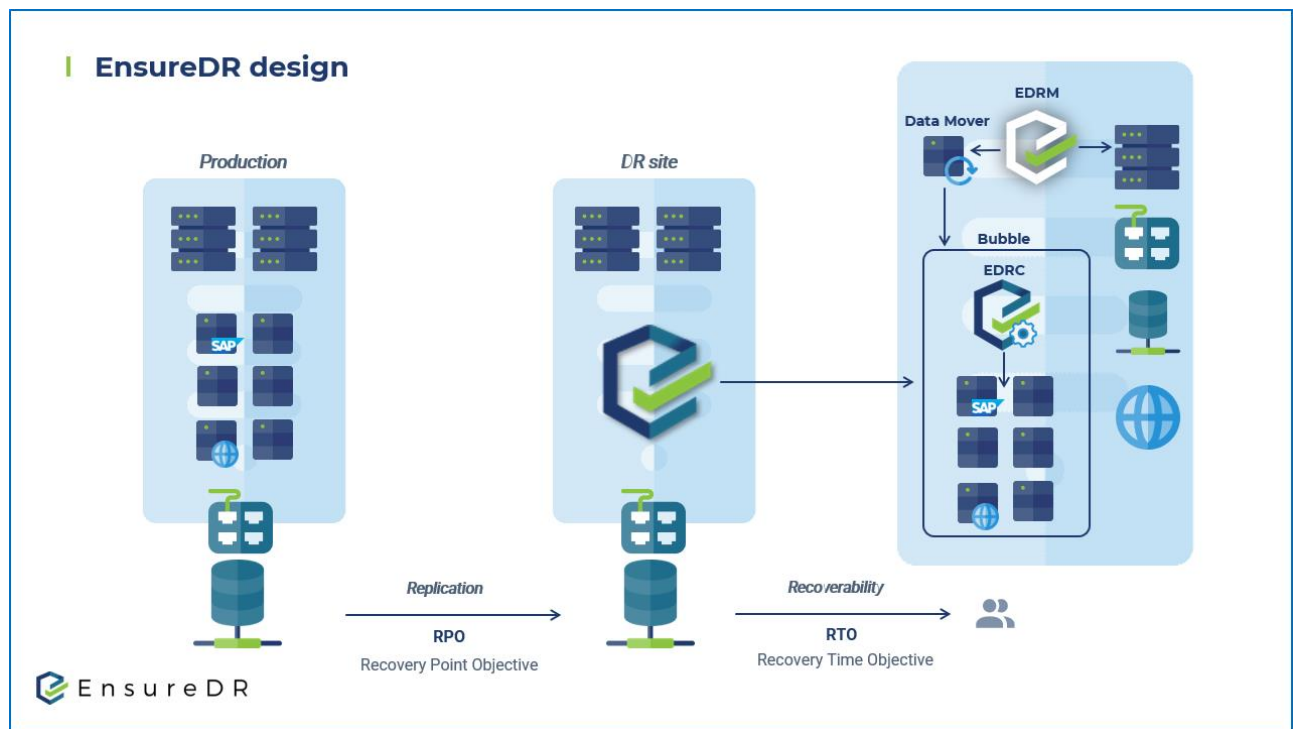 EnsureDR design
Production
DR site
EDRM
Data Mover
Bubble
EDRC
SAP
SAP
Replication
RPO
Recovery Point Objective
Recoverability
RTO
Recovery Time Objective
EnsureDR